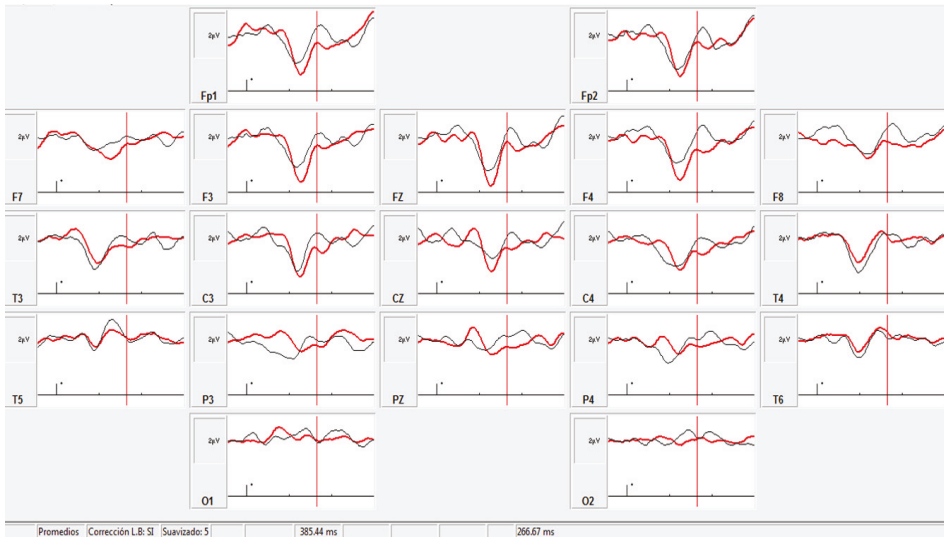 2µV 2µV
Fp1 Fp2
2µV 2µV 2µV 2µV 2µV
F7 F3 FZ F4 F8
2µV 2µV 2µV 2µV 2µV
T3 C3 CZ C4 T4
2µV 2µV 2µV 2µV 2µV
T5 P3 PZ P4 T6
2µV 2µV
O1 O2
Promedios Corrección L.B: SI Suavizado: 5 385.44 ms 266.67 ms